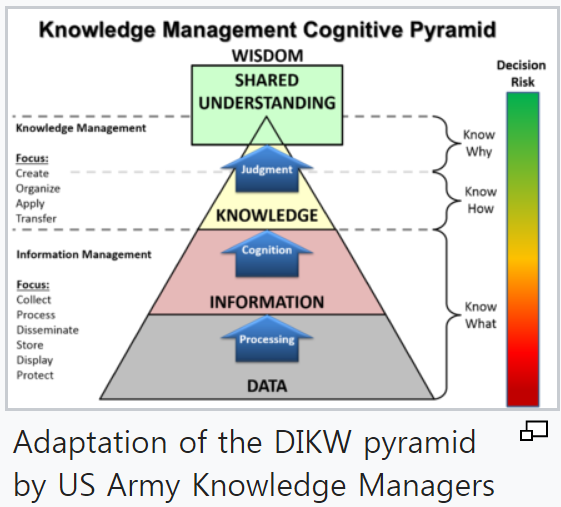 Knowledge Management Cognitive Pyramid
WISDOM
Decision
Risk
SHARED
UNDERSTANDING
Knowledge Management
Focus:
Create
Organize
Apply
Transfer
Know
Why
Judgment
Know
How
KNOWLEDGE
Information Management
Focus:
Collect
Process
Disseminate
Store
Display
Protect
Cognition
INFORMATION
Know
What
Processing
DATA
Adaptation of the DIKW pyramid
by US Army Knowledge Managers